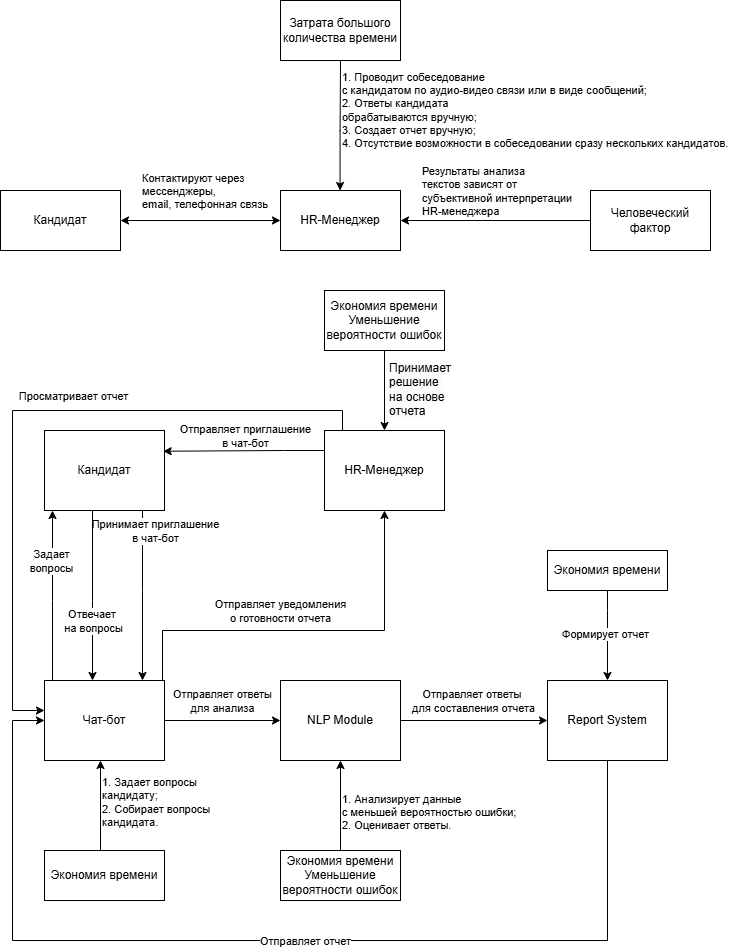 Затрата большого
количества времени
1. Проводит собеседование
с кандидатом по аудио-видео связи или в виде сообщений;
2. Ответы кандидата
обрабатываются вручную;
3. Создает отчет вручную;
4. Отсутствие возможности в собеседовании сразу нескольких кандидатов.
Контактируют через
мессенджеры,
email, телефонная связь
Результаты анализа
текстов зависят от
субъективной интерпретации
HR-менеджера
Кандидат
HR-Менеджер
Человеческий
фактор
Экономия времени
Уменьшение
вероятности ошибок
Принимает
решение
на основе
отчета
Просматривает отчет
Отправляет приглашение
в чат-бот
Кандидат
HR-Менеджер
Принимает приглашение
в чат-бот
Задает
вопросы
Экономия времени
Отвечает
на вопросы
Отправляет уведомления
о готовности отчета
Формирует отчет
Отправляет ответы
для анализа
Отправляет ответы
для составления отчета
Чат-бот
NLP Module
Report System
1. Задает вопросы
кандидату;
2. Собирает вопросы
кандидата.
1. Анализирует данные
с меньшей вероятностью ошибки;
2. Оценивает ответы.
Экономия времени
Экономия времени
Уменьшение
вероятности ошибок
Отправляет отчет